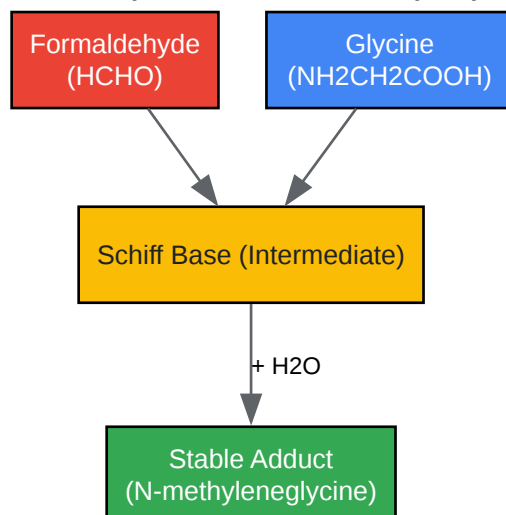 Formaldehyde
(HCHO)
Glycine
(NH2CH2COOH)
Schiff Base (Intermediate)
+ H2O
Stable Adduct
(N-methyleneglycine)